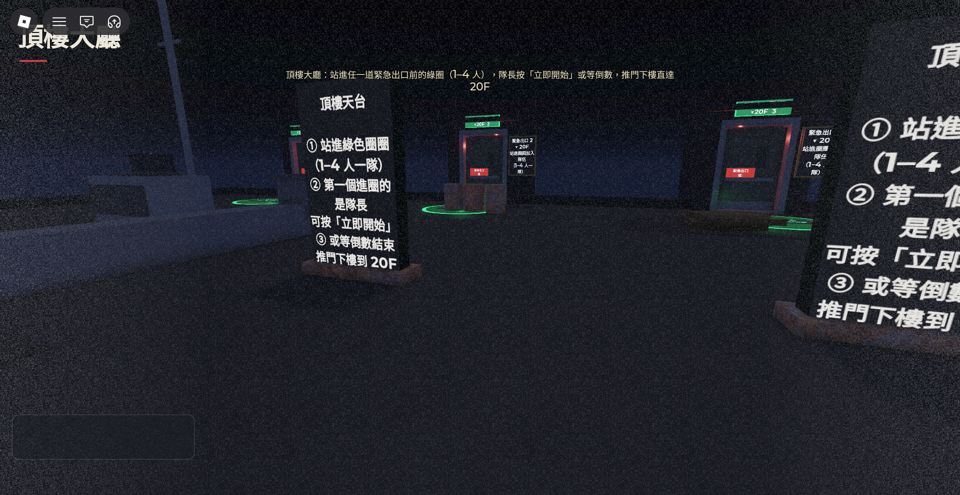 頂樓大廳
頂樓大廳：站進任一道緊急出口前的綠圈（1–4 人），隊長按「立即開始」或等倒數，推門下樓直達
20F
頂樓天台
① 站進綠色圈圈
（1–4 人一隊）
② 第一個進圈的
是隊長
可按「立即開始」
③ 或等倒數結束
推門下樓到 20F
緊急出口 2
▼ 20F
頂
① 站進
（1–4
② 第一個
是隊
可按「立即
③ 或等倒
推門下樓到